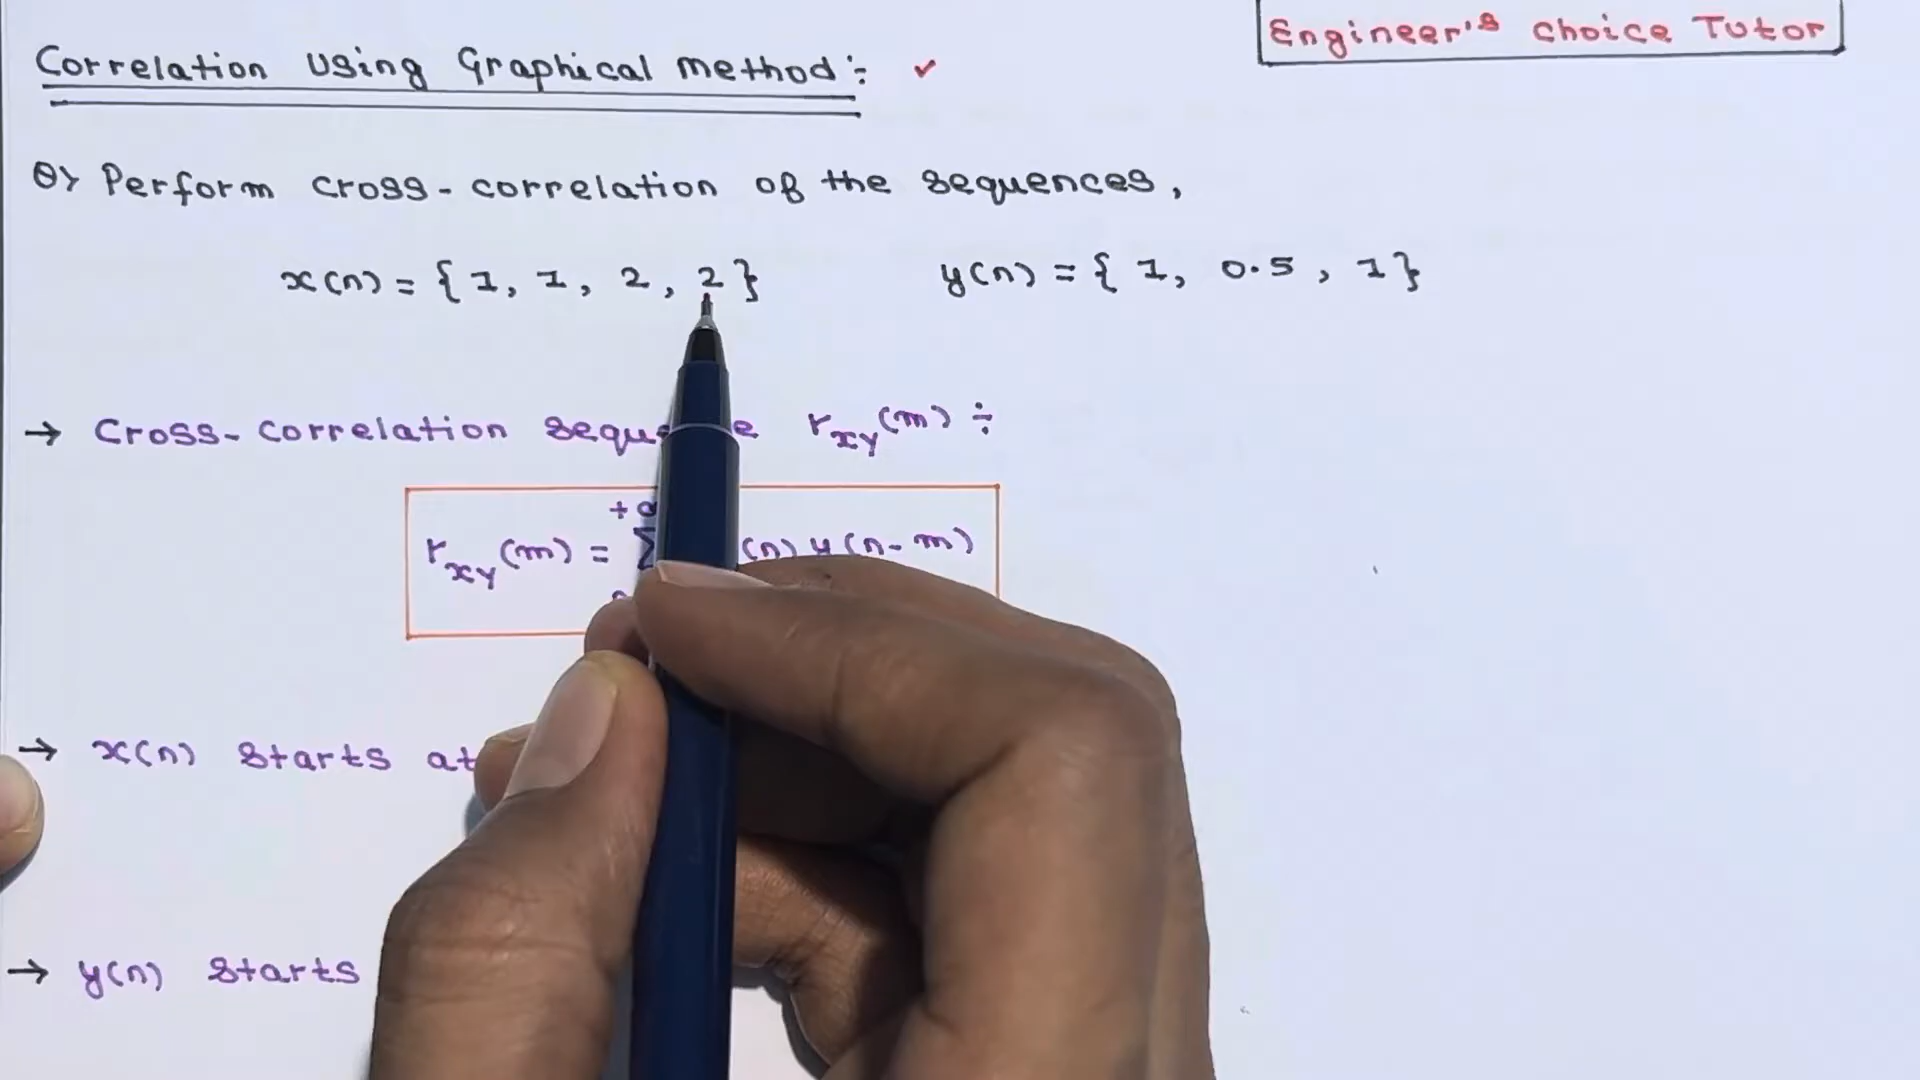 Engineer's Choice Tutor
Correlation Using Graphical method :- ✓
Q> Perform cross-correlation of the sequences,
x(n) = { 1, 1, 2, 2 } y(n) = { 1, 0.5, 1 }
→ Cross-correlation r_xy(m) :-
r_xy(m) = Σ (n) y(n-m)
→ x(n) starts at
→ y(n) starts